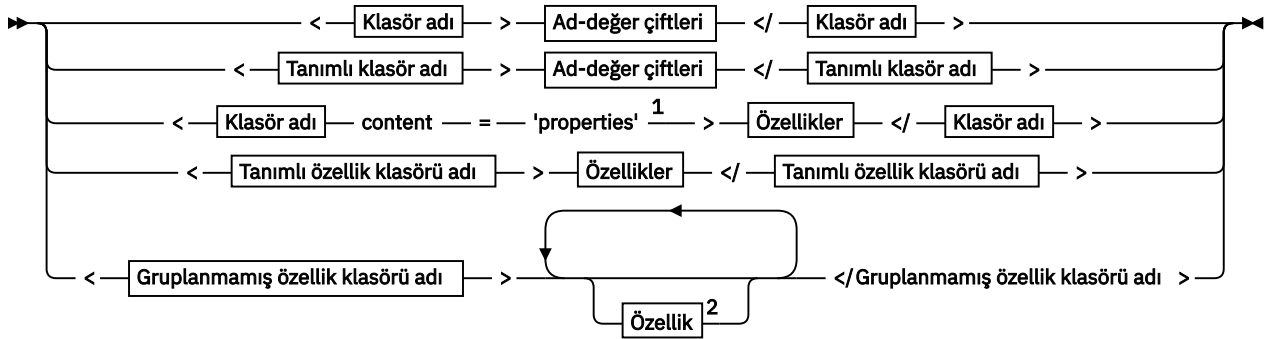 < Klasör adı > Ad-değer çiftleri </ Klasör adı >
< Tanımlı klasör adı > Ad-değer çiftleri </ Tanımlı klasör adı >
< Klasör adı content = 'properties' 1 > Özellikler </ Klasör adı >
< Tanımlı özellik klasörü adı > Özellikler </ Tanımlı özellik klasörü adı >
< Gruplanmamış özellik klasörü adı > </ Gruplanmamış özellik klasörü adı >
Özellik 2